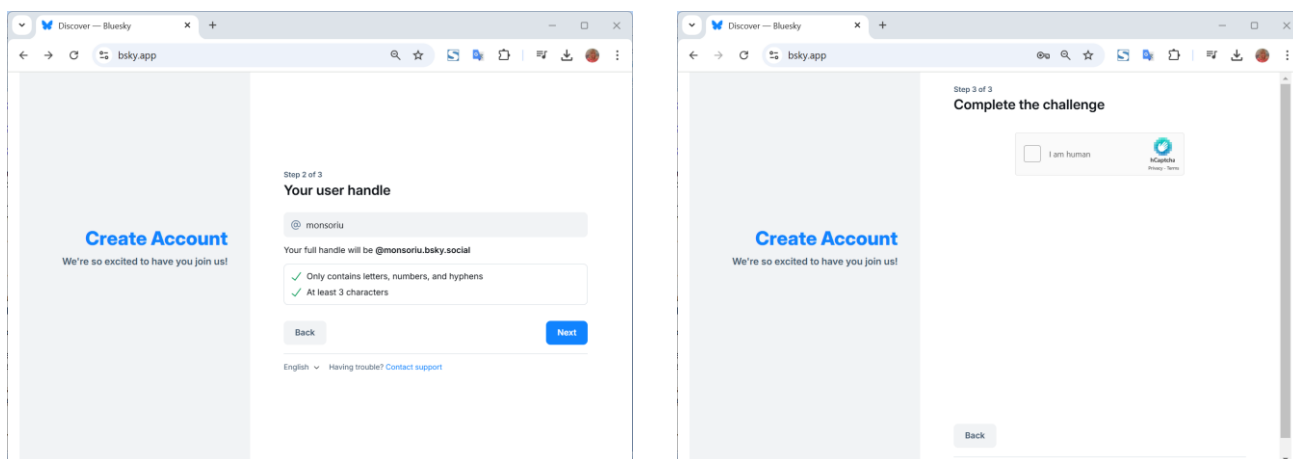 Discover — Bluesky
bsky.app
Step 2 of 3
Your user handle
@ monsoriu
Your full handle will be @monsoriu.bsky.social
Only contains letters, numbers, and hyphens
At least 3 characters
Back
Next
English
Having trouble? Contact support
Create Account
We're so excited to have you join us!
Discover — Bluesky
bsky.app
Step 3 of 3
Complete the challenge
I am human
hCaptcha
Privacy - Terms
Create Account
We're so excited to have you join us!
Back